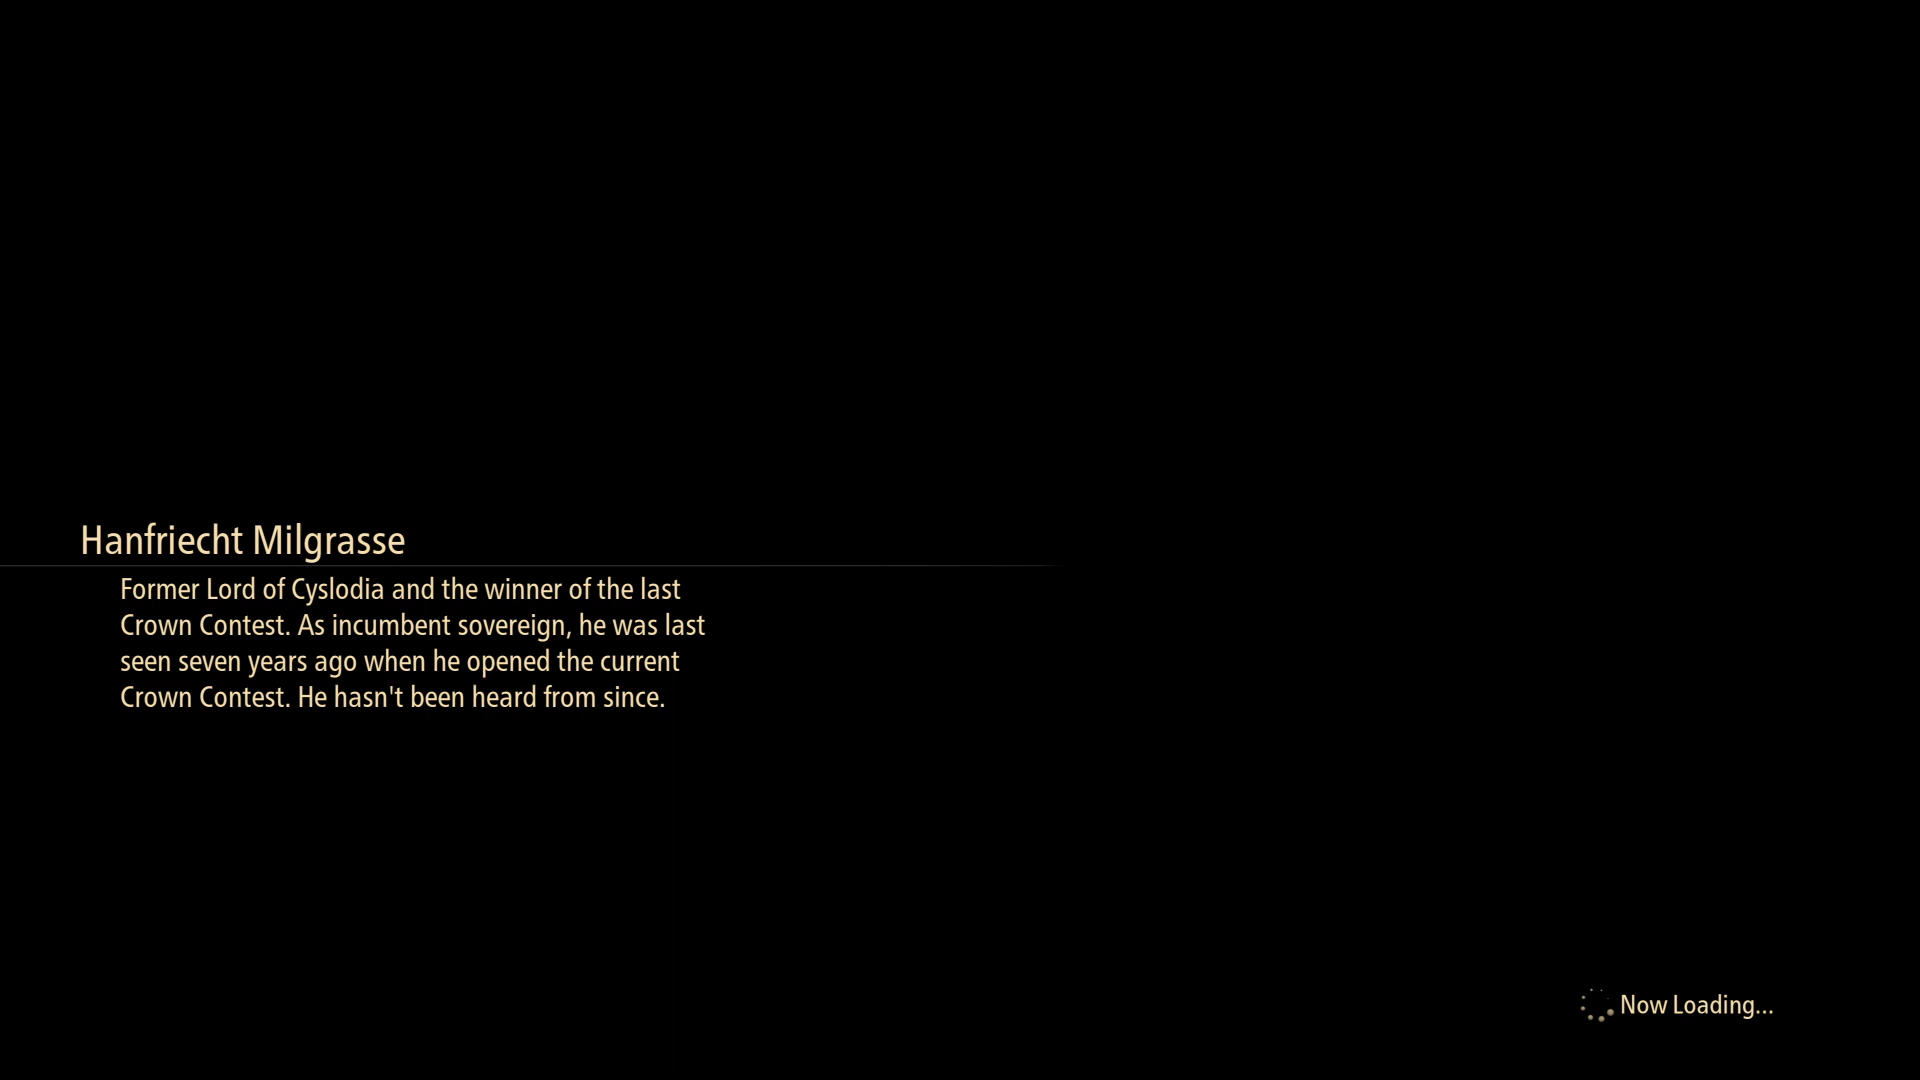 Hanfriecht Milgrasse
Former Lord of Cyslodia and the winner of the last
Crown Contest. As incumbent sovereign, he was last
seen seven years ago when he opened the current
Crown Contest. He hasn't been heard from since.
Now Loading...